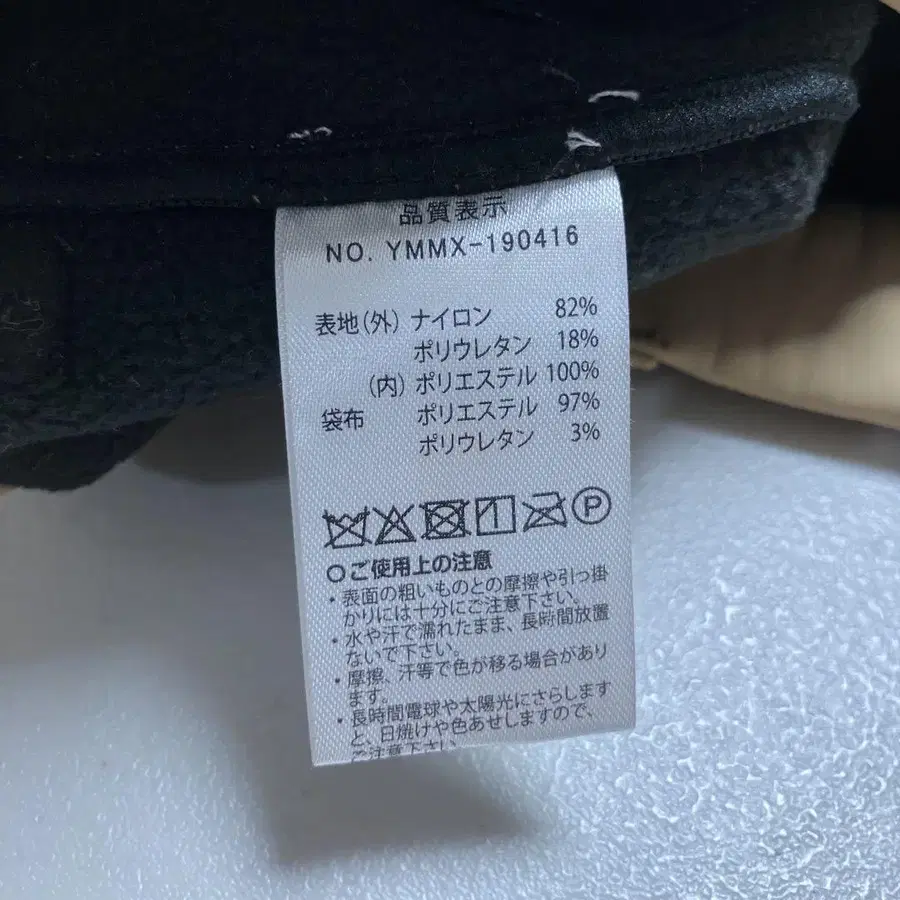 品質表示
NO. YMMX-190416
表地(外) ナイロン 82%
ポリウレタン 18%
(内) ポリエステル 100%
袋布 ポリエステル 97%
ポリウレタン 3%
P
○ご使用上の注意
・表面の粗いものとの摩擦や引っ掛
かりには十分にご注意下さい。
・水や汗で濡れたまま、長時間放置
ないで下さい。
・摩擦、汗等で色が移る場合があり
ます。
・長時間電球や太陽光にさらします
と、日焼けや色あせしますので、
ご注意下さい。